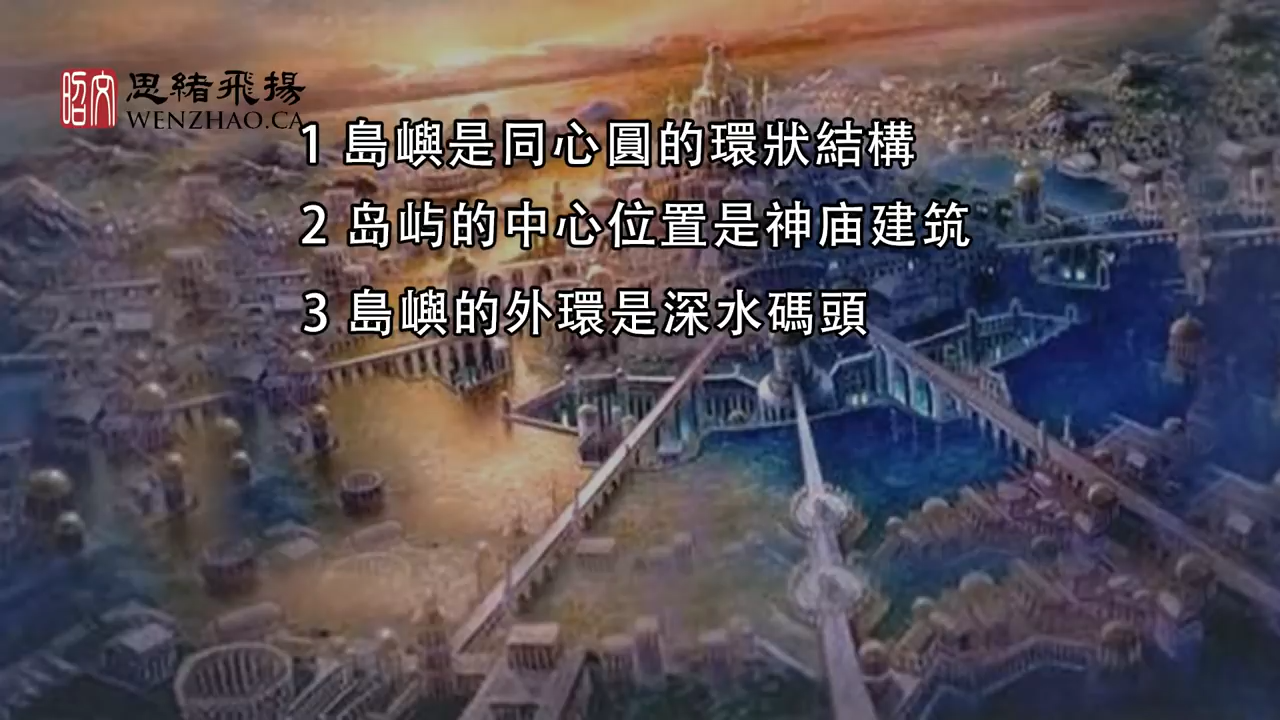 昭文
思緒飛揚
WENZHAO.CA
1 島嶼是同心圓的環狀結構
2 岛屿的中心位置是神庙建筑
3 島嶼的外環是深水碼頭